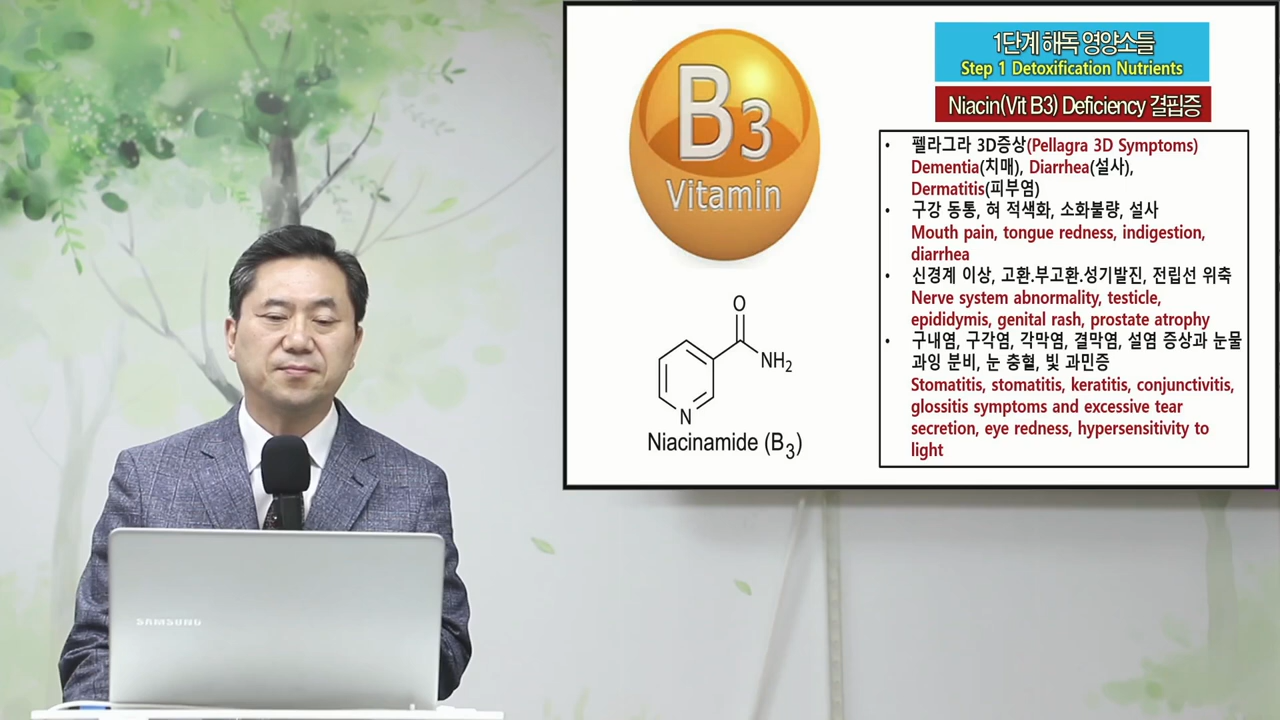 B3
Vitamin
O
NH2
N
Niacinamide (B3)
1단계 해독 영양소들
Step 1 Detoxification Nutrients
Niacin(Vit B3) Deficiency 결핍증
• 펠라그라 3D증상(Pellagra 3D Symptoms)
Dementia(치매), Diarrhea(설사),
Dermatitis(피부염)
• 구강 동통, 혀 적색화, 소화불량, 설사
Mouth pain, tongue redness, indigestion,
diarrhea
• 신경계 이상, 고환.부고환.성기발진, 전립선 위축
Nerve system abnormality, testicle,
epididymis, genital rash, prostate atrophy
• 구내염, 구각염, 각막염, 결막염, 설염 증상과 눈물
과잉 분비, 눈 충혈, 빛 과민증
Stomatitis, stomatitis, keratitis, conjunctivitis,
glossitis symptoms and excessive tear
secretion, eye redness, hypersensitivity to
light
SAMSUNG